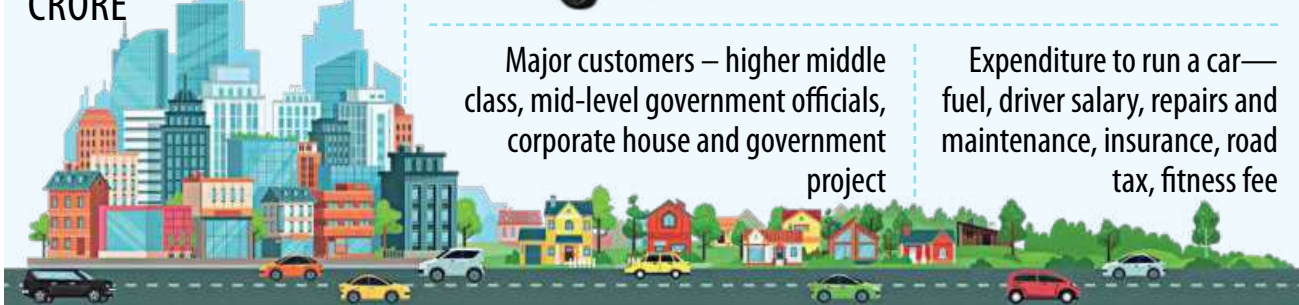 CRORE
Major customers – higher middle
class, mid-level government officials,
corporate house and government
project
Expenditure to run a car—
fuel, driver salary, repairs and
maintenance, insurance, road
tax, fitness fee